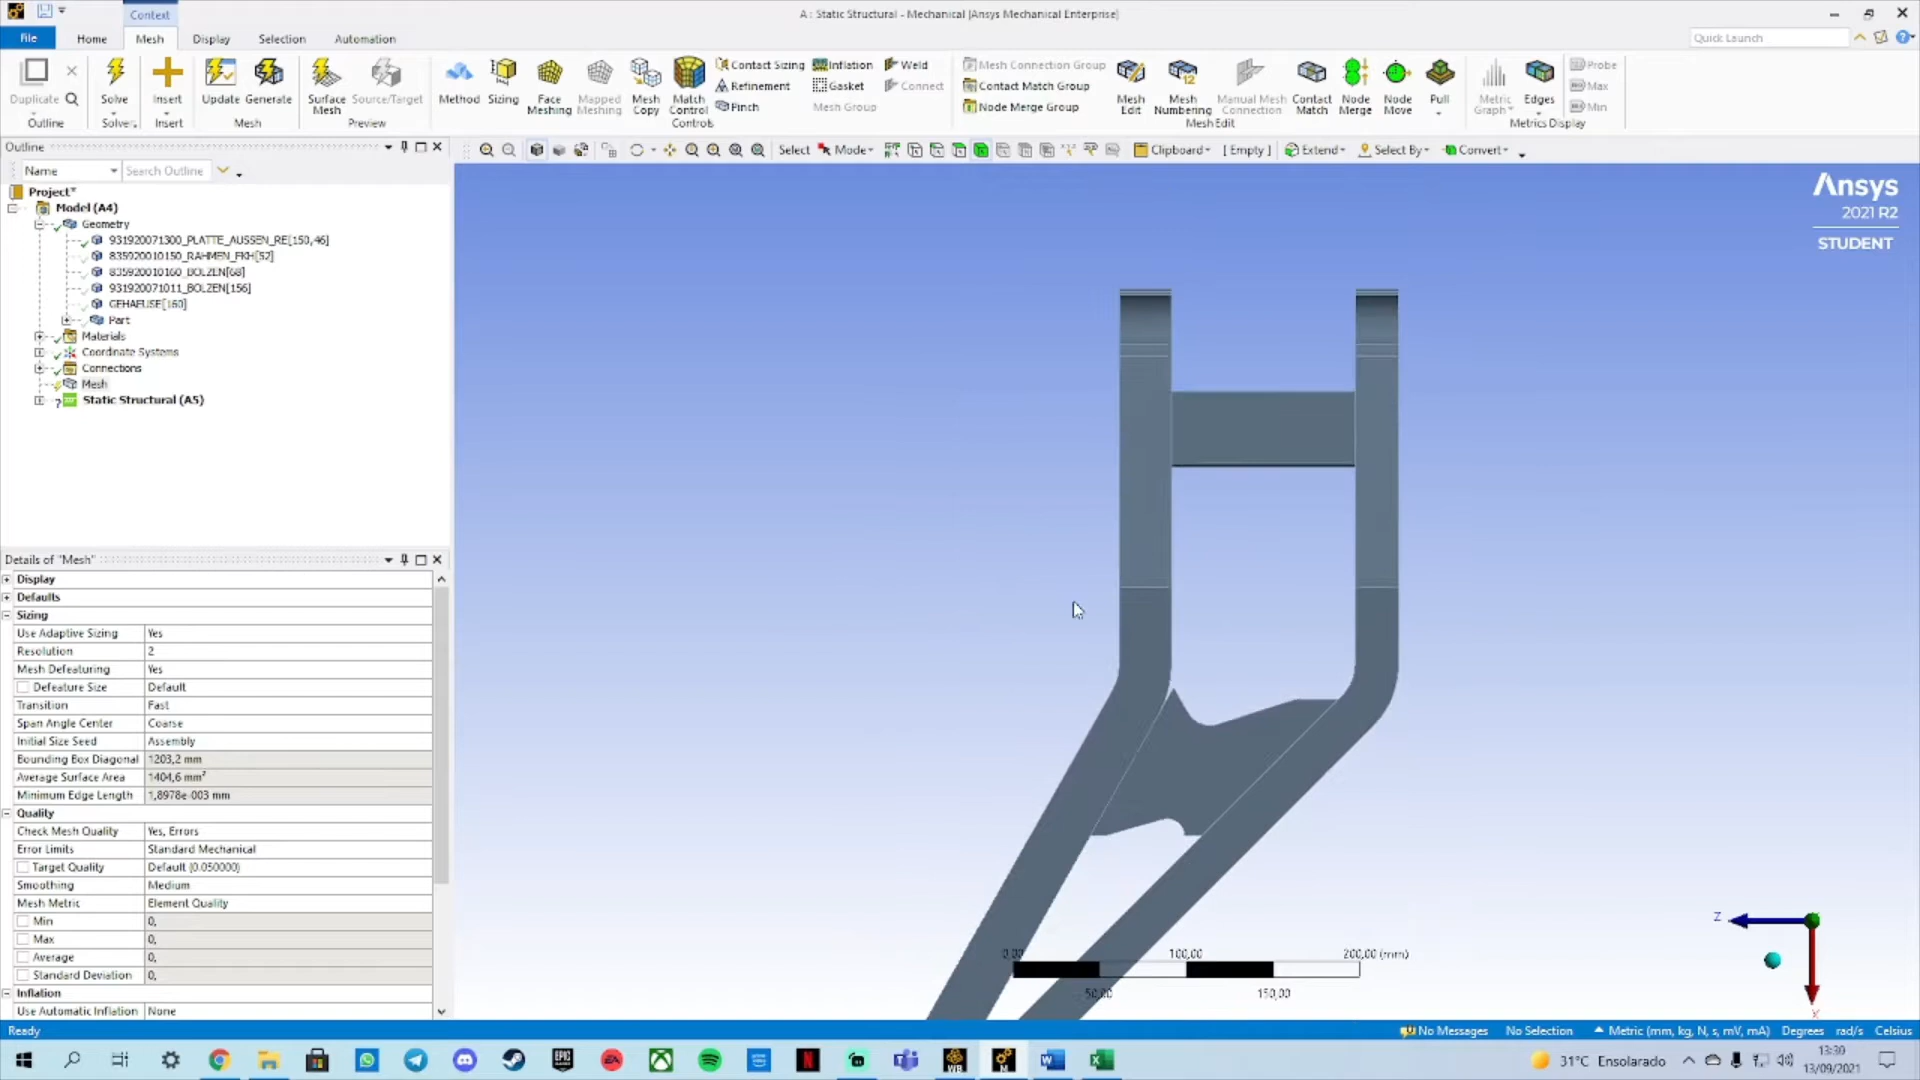 Context
A : Static Structural - Mechanical [Ansys Mechanical Enterprise]
File Home Mesh Display Selection Automation
Quick Launch
Duplicate
Outline
Solve
Solve
Insert
Insert
Update Generate
Mesh
Surface Mesh
Source/Target
Preview
Method Sizing Face Meshing Mapped Meshing Mesh Copy Match Control
Contact Sizing Inflation Weld
Refinement Gasket Connect
Pinch Mesh Group
Controls
Mesh Connection Group
Contact Match Group
Node Merge Group
Mesh Edit Mesh Numbering Manual Mesh Connection Contact Match Node Merge Node Move Pull
Mesh Edit
Metric Graph Edges
Probe
Max
Min
Metrics Display
Outline
Name Search Outline
Select Mode Clipboard [ Empty ] Extend Select By Convert
Project*
Model (A4)
Geometry
931920071300_PLATTE_AUSSEN_RE[150,46]
835920010150_RAHMEN_FKH[52]
835920010160_BOLZEN[68]
931920071011_BOLZEN[156]
GEHAEUSE[160]
Part
Materials
Coordinate Systems
Connections
Mesh
Static Structural (A5)
Ansys
2021 R2
STUDENT
Details of "Mesh"
Display
Defaults
Sizing
Use Adaptive Sizing Yes
Resolution 2
Mesh Defeaturing Yes
Defeature Size Default
Transition Fast
Span Angle Center Coarse
Initial Size Seed Assembly
Bounding Box Diagonal 1203,2 mm
Average Surface Area 1404,6 mm²
Minimum Edge Length 1,8978e-003 mm
Quality
Check Mesh Quality Yes, Errors
Error Limits Standard Mechanical
Target Quality Default (0.050000)
Smoothing Medium
Mesh Metric Element Quality
Min 0,
Max 0,
Average 0,
Standard Deviation 0,
Inflation
Use Automatic Inflation None
0,00 100,00 200,00 (mm)
50,00 150,00
Z
X
Ready
No Messages No Selection Metric (mm, kg, N, s, mV, mA) Degrees rad/s Celsius
31°C Ensolarado
13:30
13/09/2021